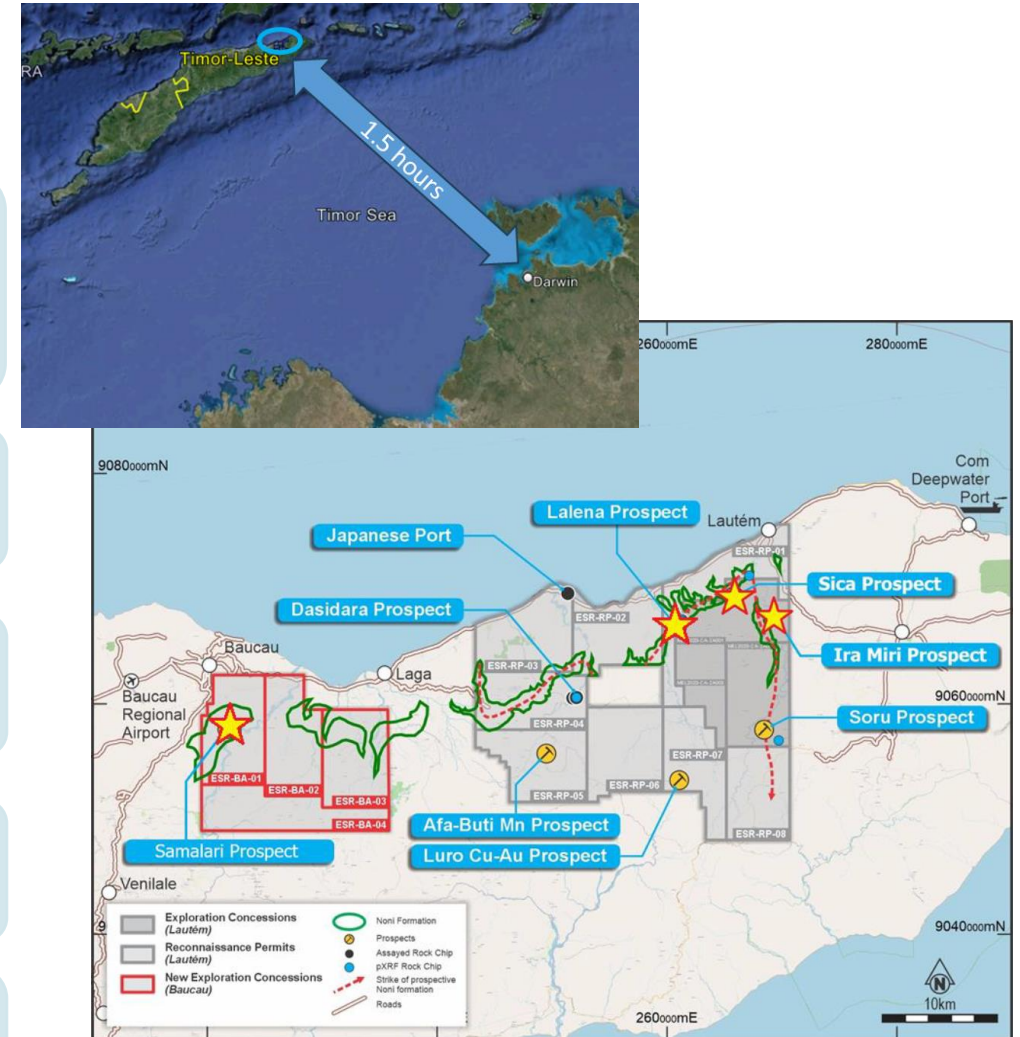 RA
Timor-Leste
1.5 hours
Timor Sea
Darwin
260000mE
280000mE
9080000mN
Com
Deepwater
Port
Lalena Prospect
Lautém
Japanese Port
ESR-RP-01
Sica Prospect
Dasidara Prospect
ESR-RP-02
Baucau
Ira Miri Prospect
Laga
ESR-RP-03
Baucau
Regional
Airport
9060000mN
Soru Prospect
ESR-RP-04
ESR-BA-01
ESR-RP-07
ESR-BA-02
ESR-RP-06
ESR-BA-03
ESR-RP-05
ESR-BA-04
Afa-Buti Mn Prospect
ESR-RP-08
Samalari Prospect
Luro Cu-Au Prospect
Venilale
Exploration Concessions
(Lautém)
Reconnaissance Permits
(Lautém)
New Exploration Concessions
(Baucau)
Noni Formation
Prospects
Assayed Rock Chip
pXRF Rock Chip
Strike of prospective
Noni formation
Roads
9
9040000mN
N
10km
260000mE